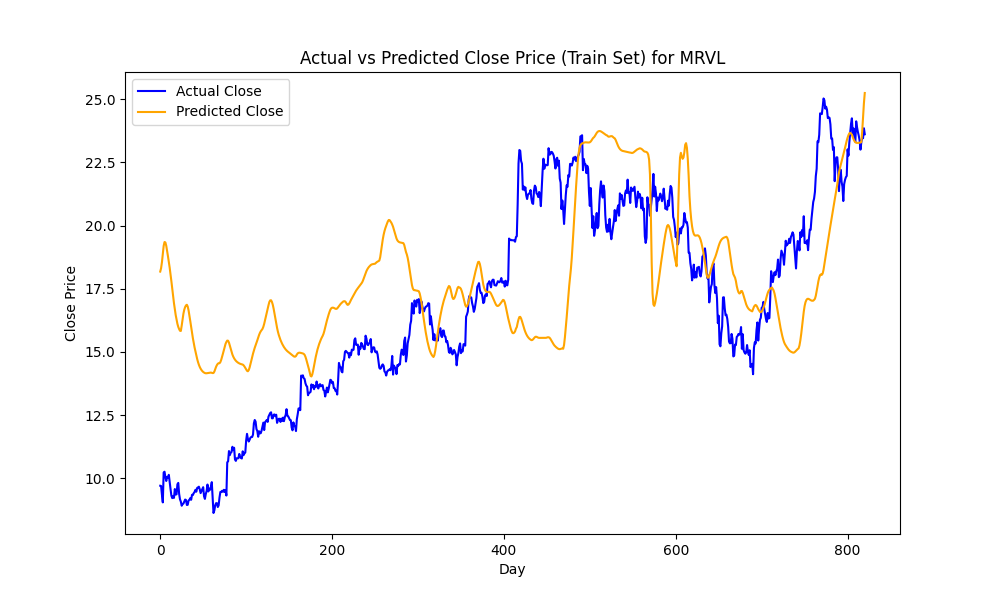 Actual vs Predicted Close Price (Train Set) for MRVL
Actual Close
Predicted Close
25.0
22.5
20.0
17.5
15.0
12.5
10.0
Close Price
0 200 400 600 800
Day